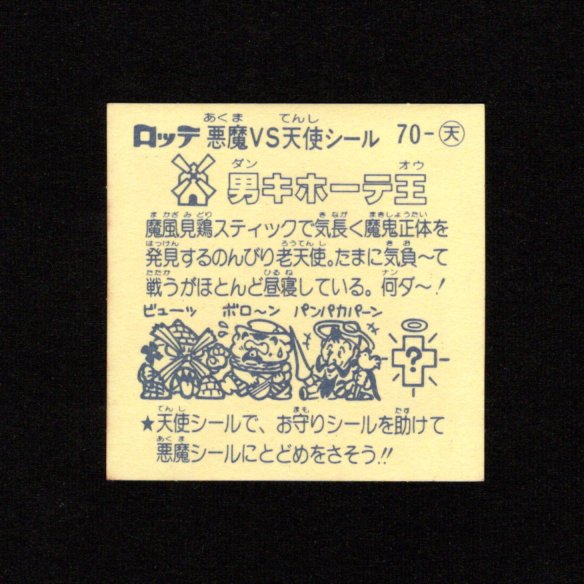 ロッテ 悪魔VS天使シール 70-天
男キホーテ王
魔風見鶏スティックで気長く魔鬼正体を
発見するのんびり老天使。たまに気負〜て
戦うがほとんど昼寝している。何ダ〜!
ビューッ ボロ〜ン パンパカパーン
?
★天使シールで、お守りシールを助けて
悪魔シールにとどめをさそう!!